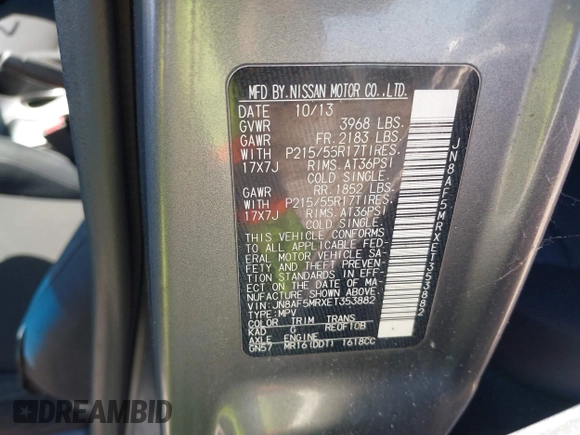 MFD BY.NISSAN MOTOR CO.,LTD.
DATE 10/13
GVWR 3968 LBS.
GAWR FR.2183 LBS.
WITH P215/55R17TIRES.
17X7J RIMS.AT36PSI
COLD SINGLE.
GAWR RR.1852 LBS.
WITH P215/55R17TIRES.
17X7J RIMS.AT36PSI
COLD SINGLE.
THIS VEHICLE CONFORMS
TO ALL APPLICABLE FED-
ERAL MOTOR VEHICLE SA-
FETY AND THEFT PREVEN-
TION STANDARDS IN EFF-
ECT ON THE DATE OF MA-
NUFACTURE SHOWN ABOVE.
VIN:JN8AF5MRXET353882
TYPE:MPV
COLOR TRIM TRANS
KAD G RE0F10B
AXLE ENGINE
GN57 MR16(DDT) 1618CC
JN8AF5MRXET353882
DREAMBID